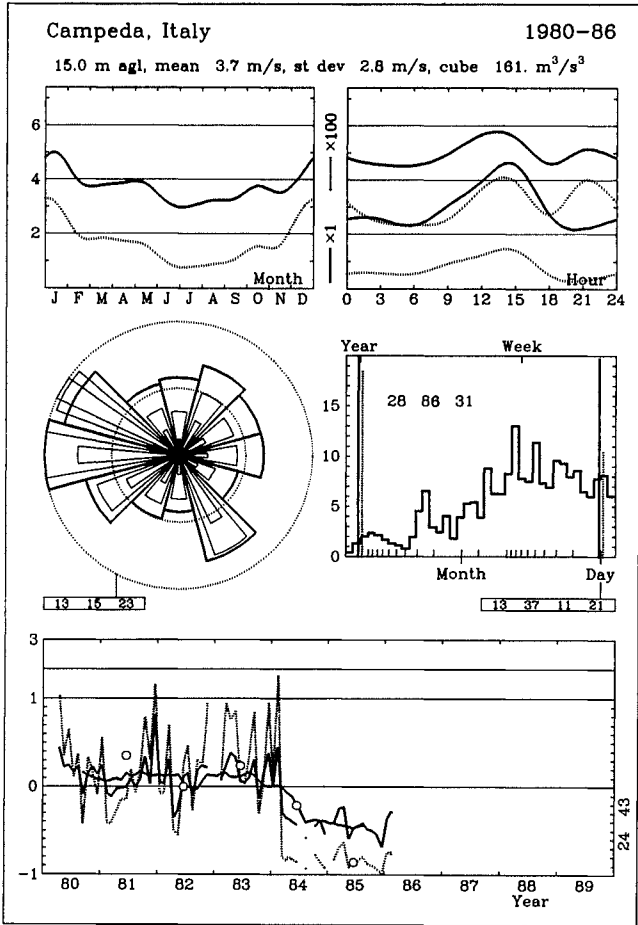 Campeda, Italy 1980-86
15.0 m agl, mean 3.7 m/s, st dev 2.8 m/s, cube 161. m³/s³
6
4
2
×100
×1
Month
J F M A M J J A S O N D
Hour
0 3 6 9 12 15 18 21 24
Year Week
28 86 31
15
10
5
0
Month Day
13 15 23
13 37 11 21
3
1
0
-1
24 43
80 81 82 83 84 85 86 87 88 89
Year